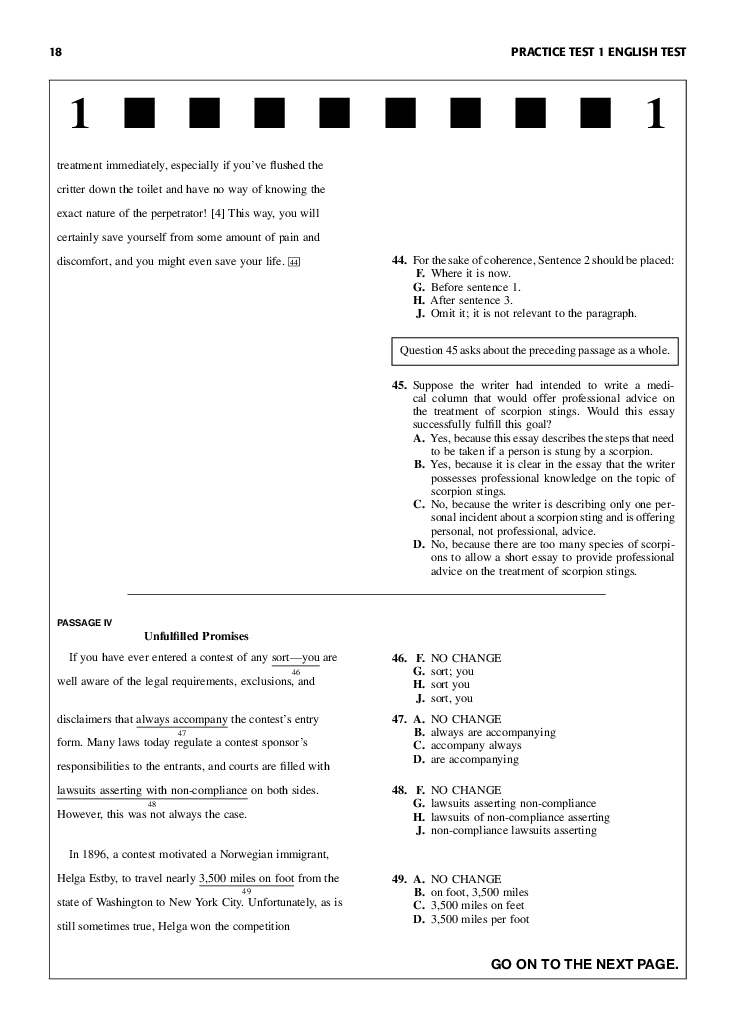 18
PRACTICE TEST 1 ENGLISH TEST
1
1
treatment immediately, especially if you've flushed the
critter down the toilet and have no way of knowing the
exact nature of the perpetrator! [4] This way, you will
certainly save yourself from some amount of pain and
discomfort, and you might even save your life. 44
44. For the sake of coherence, Sentence 2 should be placed:
F. Where it is now.
G. Before sentence 1.
H. After sentence 3.
J. Omit it; it is not relevant to the paragraph.
Question 45 asks about the preceding passage as a whole.
45. Suppose the writer had intended to write a medi-
cal column that would offer professional advice on
the treatment of scorpion stings. Would this essay
successfully fulfill this goal?
A. Yes, because this essay describes the steps that need
to be taken if a person is stung by a scorpion.
B. Yes, because it is clear in the essay that the writer
possesses professional knowledge on the topic of
scorpion stings.
C. No, because the writer is describing only one per-
sonal incident about a scorpion sting and is offering
personal, not professional, advice.
D. No, because there are too many species of scorpi-
ons to allow a short essay to provide professional
advice on the treatment of scorpion stings.
PASSAGE IV
Unfulfilled Promises
If you have ever entered a contest of any sort—you are
46
well aware of the legal requirements, exclusions, and
disclaimers that always accompany the contest's entry
47
form. Many laws today regulate a contest sponsor's
responsibilities to the entrants, and courts are filled with
lawsuits asserting with non-compliance on both sides.
48
However, this was not always the case.
In 1896, a contest motivated a Norwegian immigrant,
Helga Estby, to travel nearly 3,500 miles on foot from the
49
state of Washington to New York City. Unfortunately, as is
still sometimes true, Helga won the competition
46. F. NO CHANGE
G. sort; you
H. sort you
J. sort, you
47. A. NO CHANGE
B. always are accompanying
C. accompany always
D. are accompanying
48. F. NO CHANGE
G. lawsuits asserting non-compliance
H. lawsuits of non-compliance asserting
J. non-compliance lawsuits asserting
49. A. NO CHANGE
B. on foot, 3,500 miles
C. 3,500 miles on feet
D. 3,500 miles per foot
GO ON TO THE NEXT PAGE.